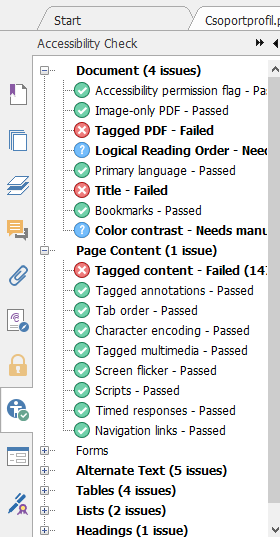 Start
Csoportprofil.p
Accessibility Check
Document (4 issues)
Accessibility permission flag - Pas
Image-only PDF - Passed
Tagged PDF - Failed
Logical Reading Order - Need
Primary language - Passed
Title - Failed
Bookmarks - Passed
Color contrast - Needs manu
Page Content (1 issue)
Tagged content - Failed (147
Tagged annotations - Passed
Tab order - Passed
Character encoding - Passed
Tagged multimedia - Passed
Screen flicker - Passed
Scripts - Passed
Timed responses - Passed
Navigation links - Passed
Forms
Alternate Text (5 issues)
Tables (4 issues)
Lists (2 issues)
Headings (1 issue)